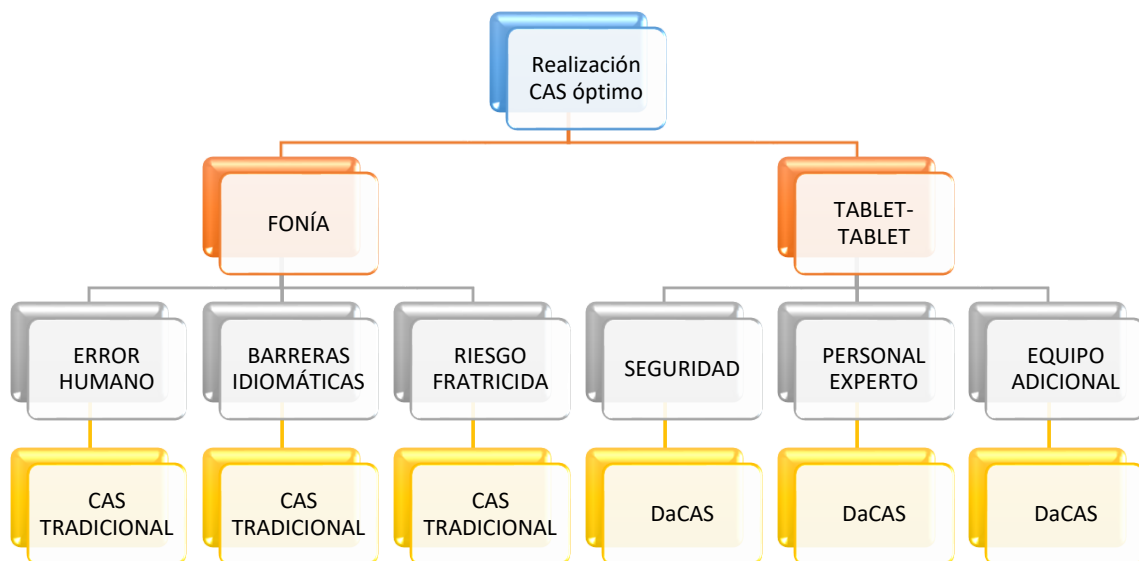 Realización
CAS óptimo
FONÍA
TABLET-
TABLET
ERROR
HUMANO
BARRERAS
IDIOMÁTICAS
RIESGO
FRATRICIDA
SEGURIDAD
PERSONAL
EXPERTO
EQUIPO
ADICIONAL
CAS
TRADICIONAL
CAS
TRADICIONAL
CAS
TRADICIONAL
DaCAS
DaCAS
DaCAS